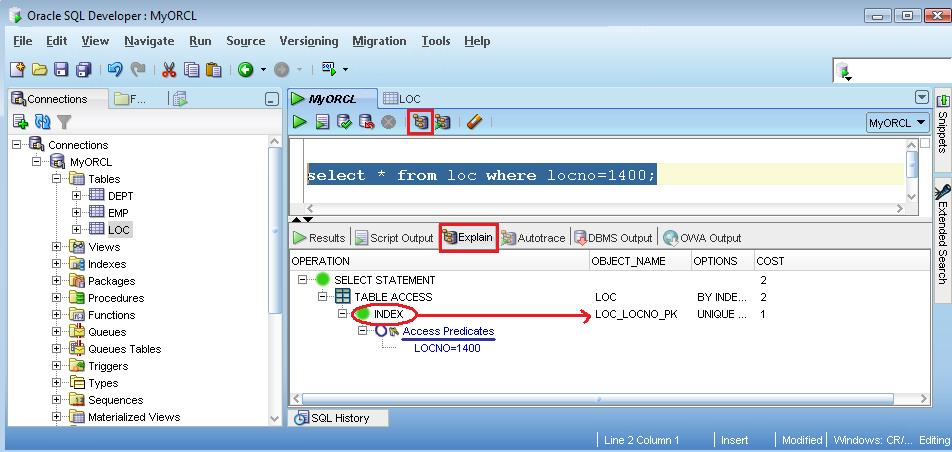 Oracle SQL Developer : MyORCL
File Edit View Navigate Run Source Versioning Migration Tools Help
Connections F...
MyORCL LOC
MyORCL
Connections
MyORCL
Tables
DEPT
EMP
LOC
Views
Indexes
Packages
Procedures
Functions
Queues
Queues Tables
Triggers
Types
Sequences
Materialized Views
select * from loc where locno=1400;
Results Script Output Explain Autotrace DBMS Output OWA Output
OPERATION OBJECT_NAME OPTIONS COST
SELECT STATEMENT 2
TABLE ACCESS LOC BY INDE... 2
INDEX LOC_LOCNO_PK UNIQUE ... 1
Access Predicates
LOCNO=1400
SQL History
Snippets
Extended Search
Line 2 Column 1 Insert Modified Windows: CR/... Editing